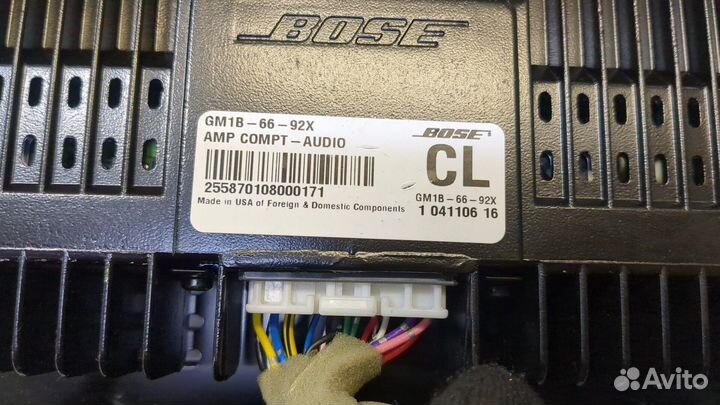 BOSE
GM1B-66-92X
AMP COMPT-AUDIO
255870108000171
Made in USA of Foreign & Domestic Components
BOSE
CL
GM1B-66-92X
1 041106 16
Avito